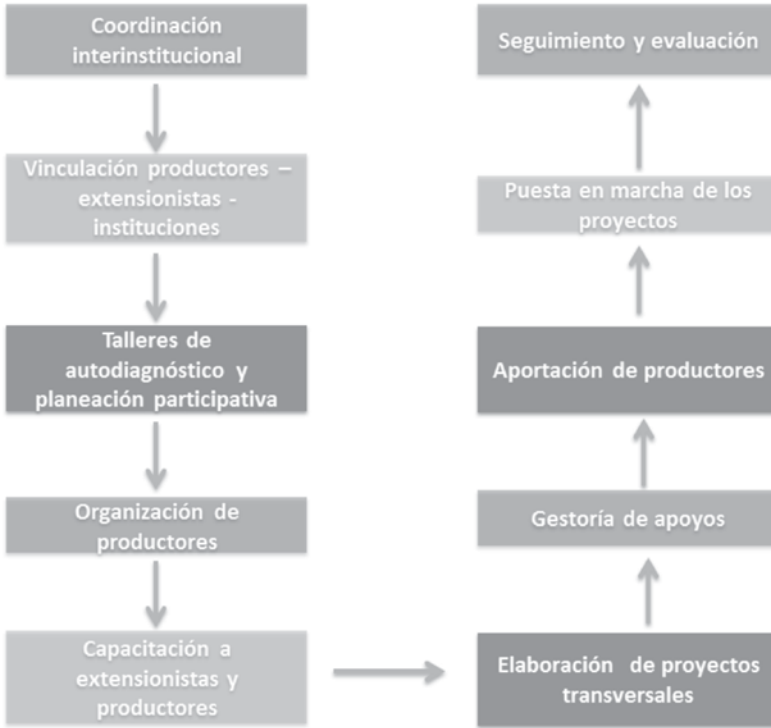 Coordinación
interinstitucional
Vinculación productores –
extensionistas -
instituciones
Talleres de
autodiagnóstico y
planeación participativa
Organización de
productores
Capacitación a
extensionistas y
productores
Elaboración de proyectos
transversales
Gestoría de apoyos
Aportación de productores
Puesta en marcha de los
proyectos
Seguimiento y evaluación